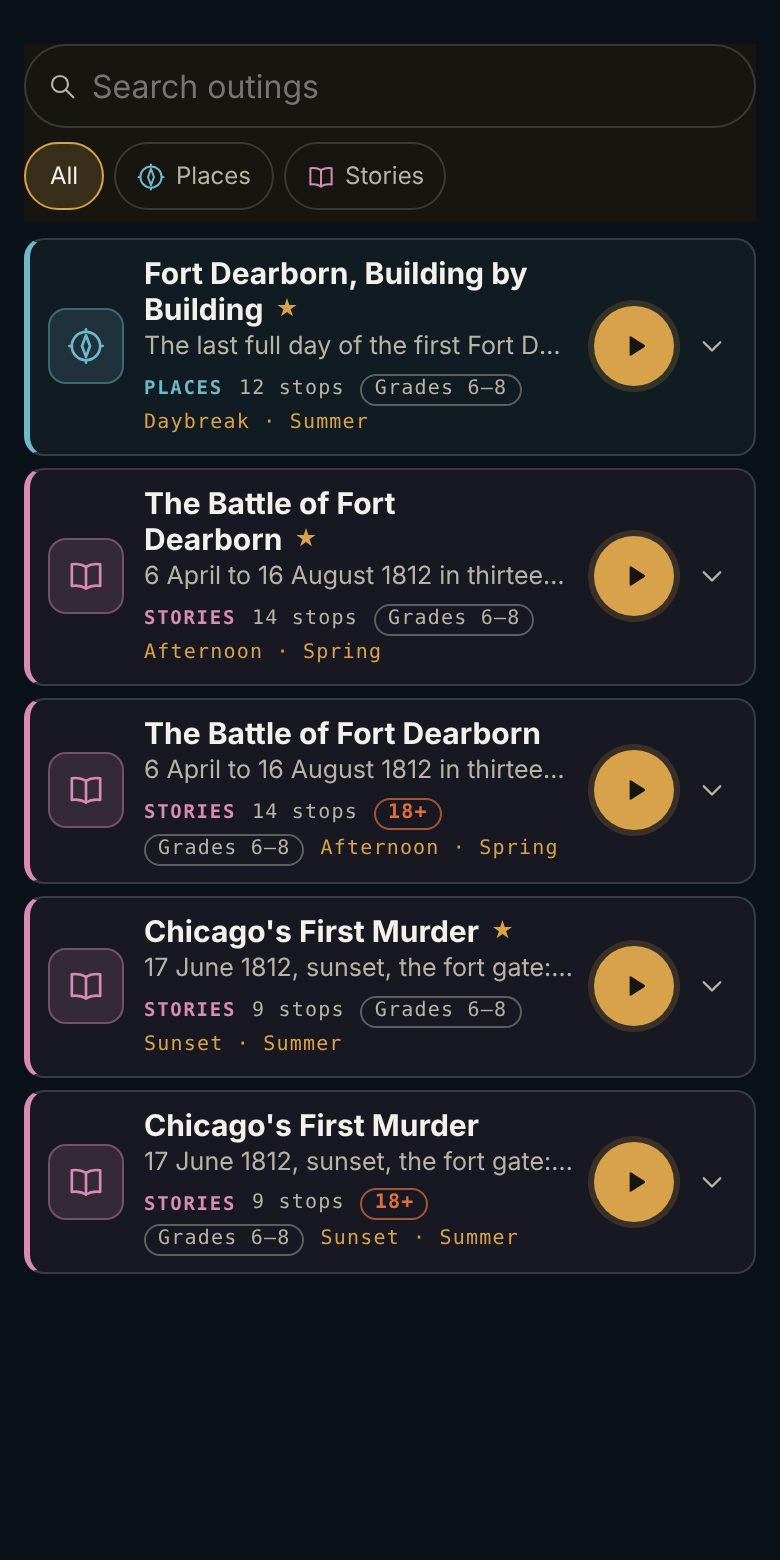 Search outings
All Places Stories
Fort Dearborn, Building by
Building ★
The last full day of the first Fort D...
PLACES 12 stops Grades 6–8
Daybreak · Summer
The Battle of Fort
Dearborn ★
6 April to 16 August 1812 in thirtee...
STORIES 14 stops Grades 6–8
Afternoon · Spring
The Battle of Fort Dearborn
6 April to 16 August 1812 in thirtee...
STORIES 14 stops 18+
Grades 6–8 Afternoon · Spring
Chicago's First Murder ★
17 June 1812, sunset, the fort gate:...
STORIES 9 stops Grades 6–8
Sunset · Summer
Chicago's First Murder
17 June 1812, sunset, the fort gate:...
STORIES 9 stops 18+
Grades 6–8 Sunset · Summer